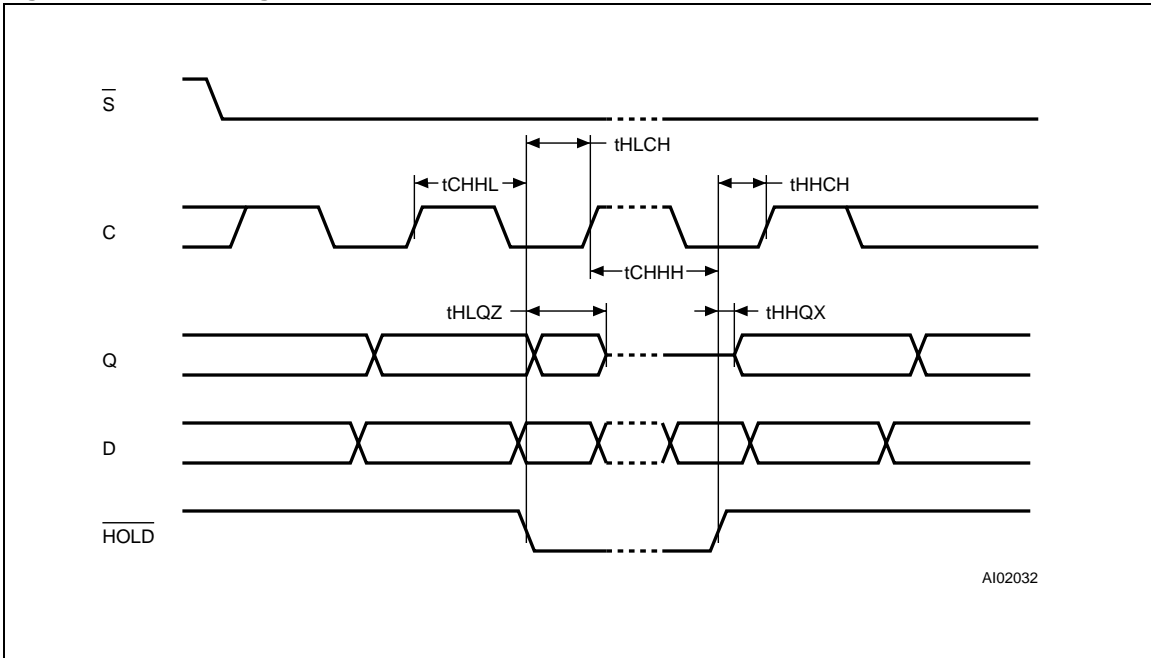 S
tHLCH
tCHHL
tHHCH
C
tCHHH
tHLQZ
tHHQX
Q
D
HOLD
AI02032